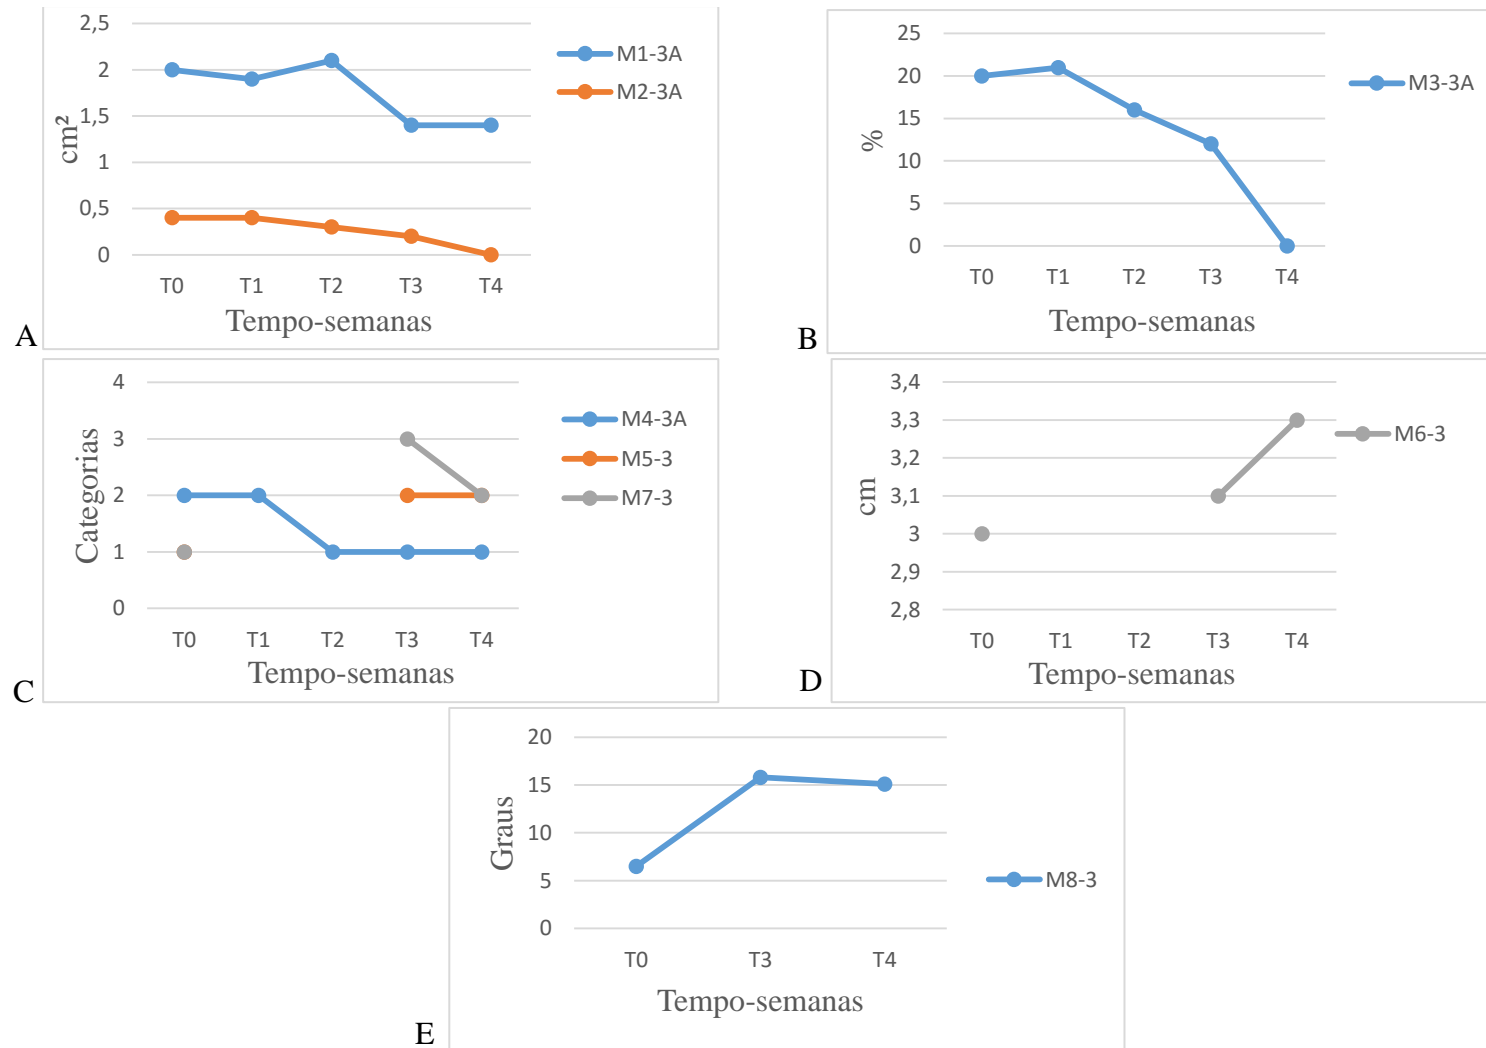 2,5
2
1,5
1
0,5
0
cm²
T0 T1 T2 T3 T4
Tempo-semanas
M1-3A
M2-3A
A
25
20
15
10
5
0
%
T0 T1 T2 T3 T4
Tempo-semanas
M3-3A
B
4
3
2
1
0
Categorias
T0 T1 T2 T3 T4
Tempo-semanas
M4-3A
M5-3
M7-3
C
3,4
3,3
3,2
3,1
3
2,9
2,8
cm
T0 T1 T2 T3 T4
Tempo-semanas
M6-3
D
20
15
10
5
0
Graus
T0 T3 T4
Tempo-semanas
M8-3
E